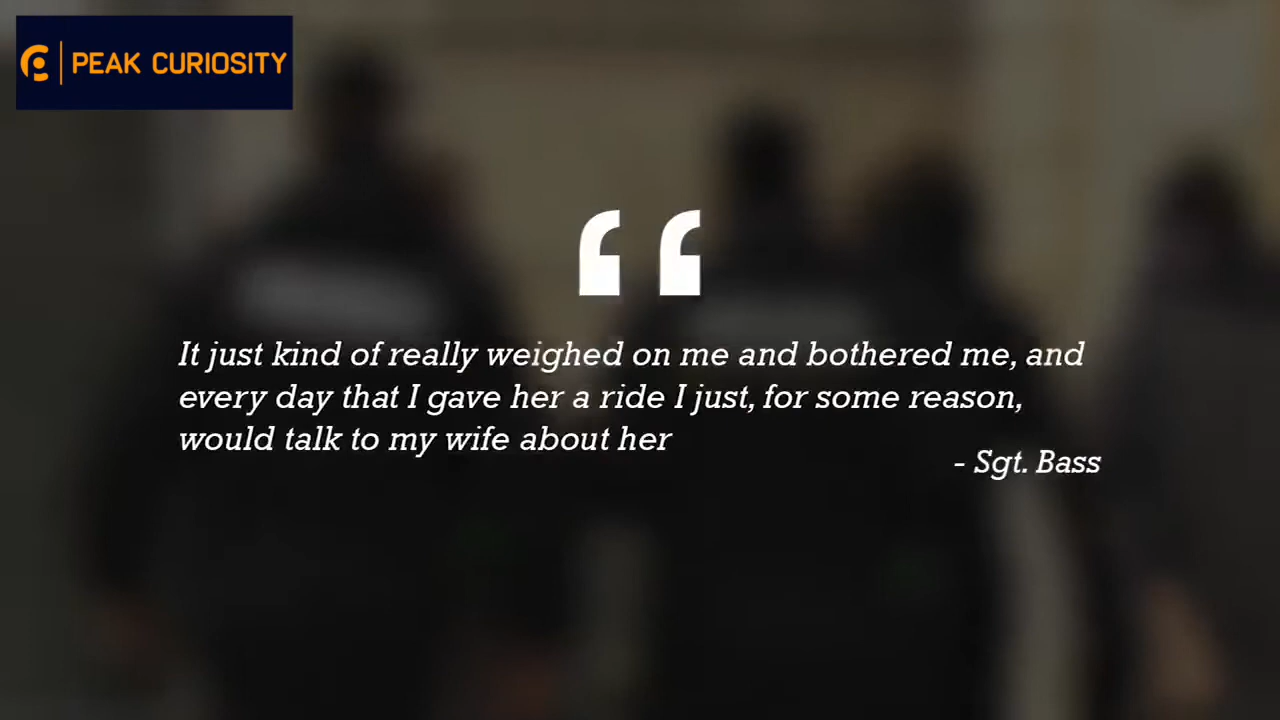 PEAK CURIOSITY
It just kind of really weighed on me and bothered me, and
every day that I gave her a ride I just, for some reason,
would talk to my wife about her
- Sgt. Bass